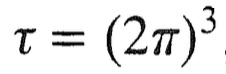 τ = (2π)³.